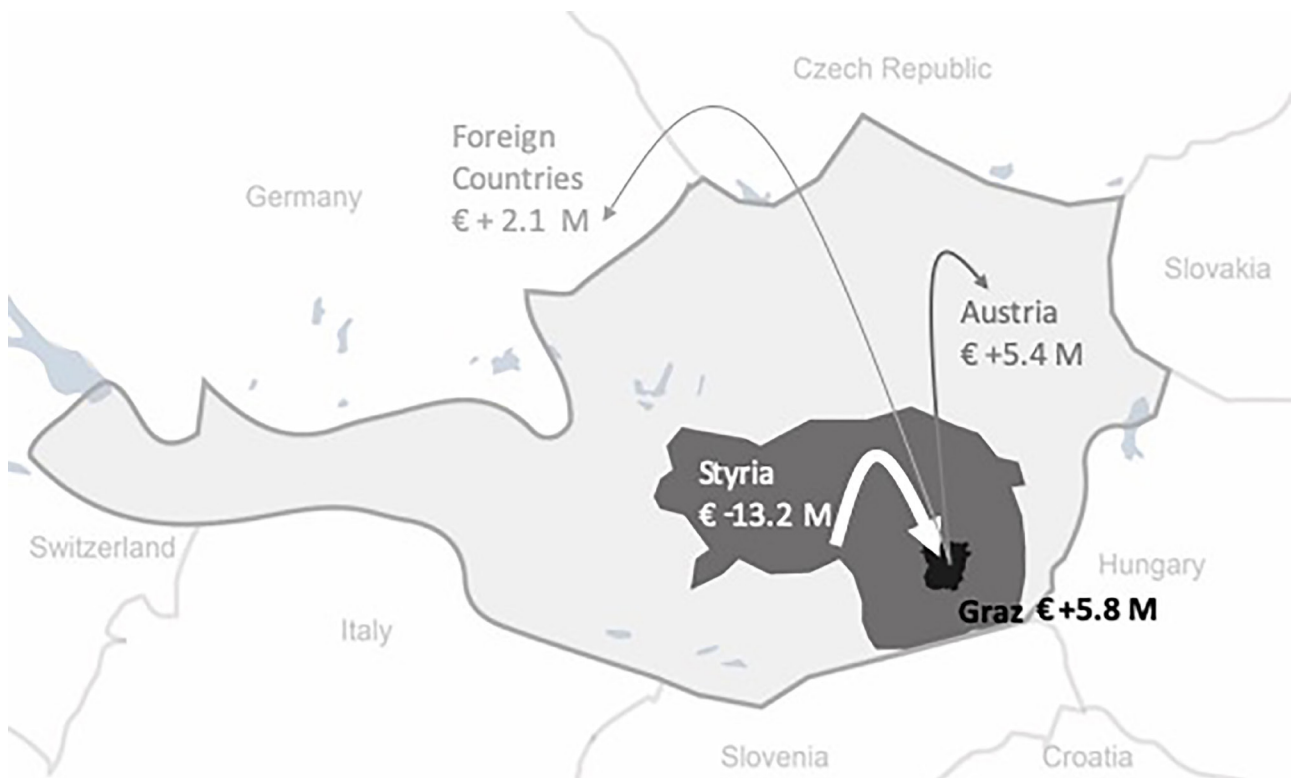 Czech Republic
Foreign
Countries
€ + 2.1 M
Germany
Slovakia
Austria
€ +5.4 M
Styria
€ -13.2 M
Switzerland
Hungary
Graz € +5.8 M
Italy
Slovenia
Croatia